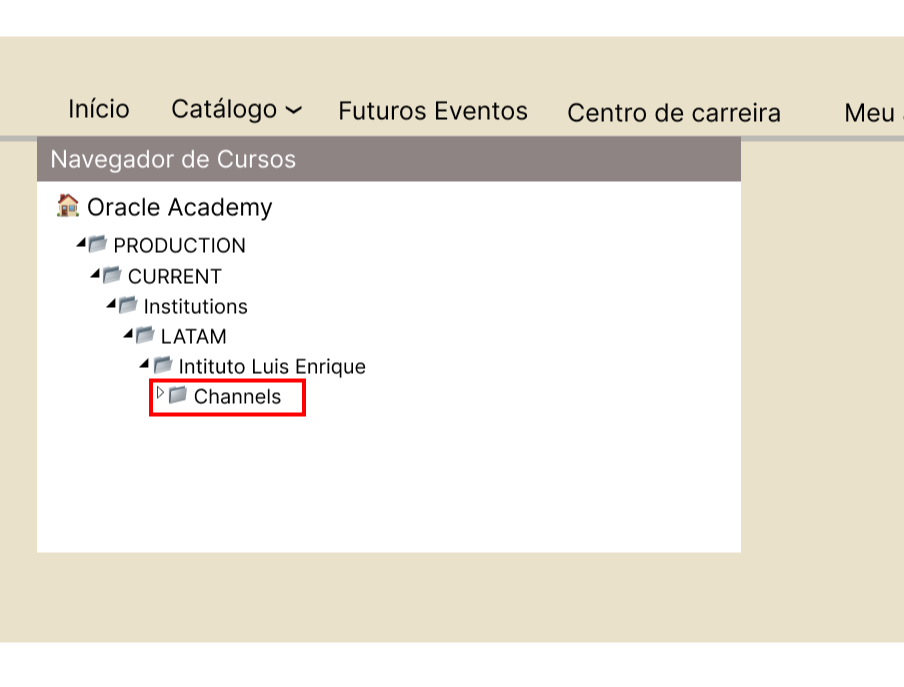 Início Catálogo Futuros Eventos Centro de carreira Meu
Navegador de Cursos
Oracle Academy
PRODUCTION
CURRENT
Institutions
LATAM
Intituto Luis Enrique
Channels